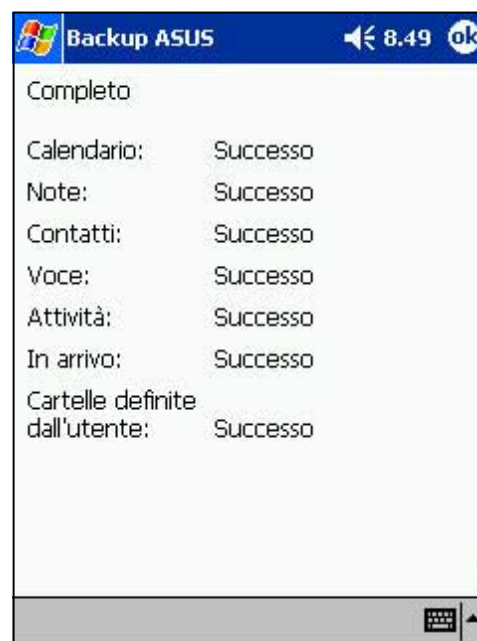 Backup ASUS 8.49 ok
Completo
Calendario: Successo
Note: Successo
Contatti: Successo
Voce: Successo
Attività: Successo
In arrivo: Successo
Cartelle definite
dall'utente: Successo